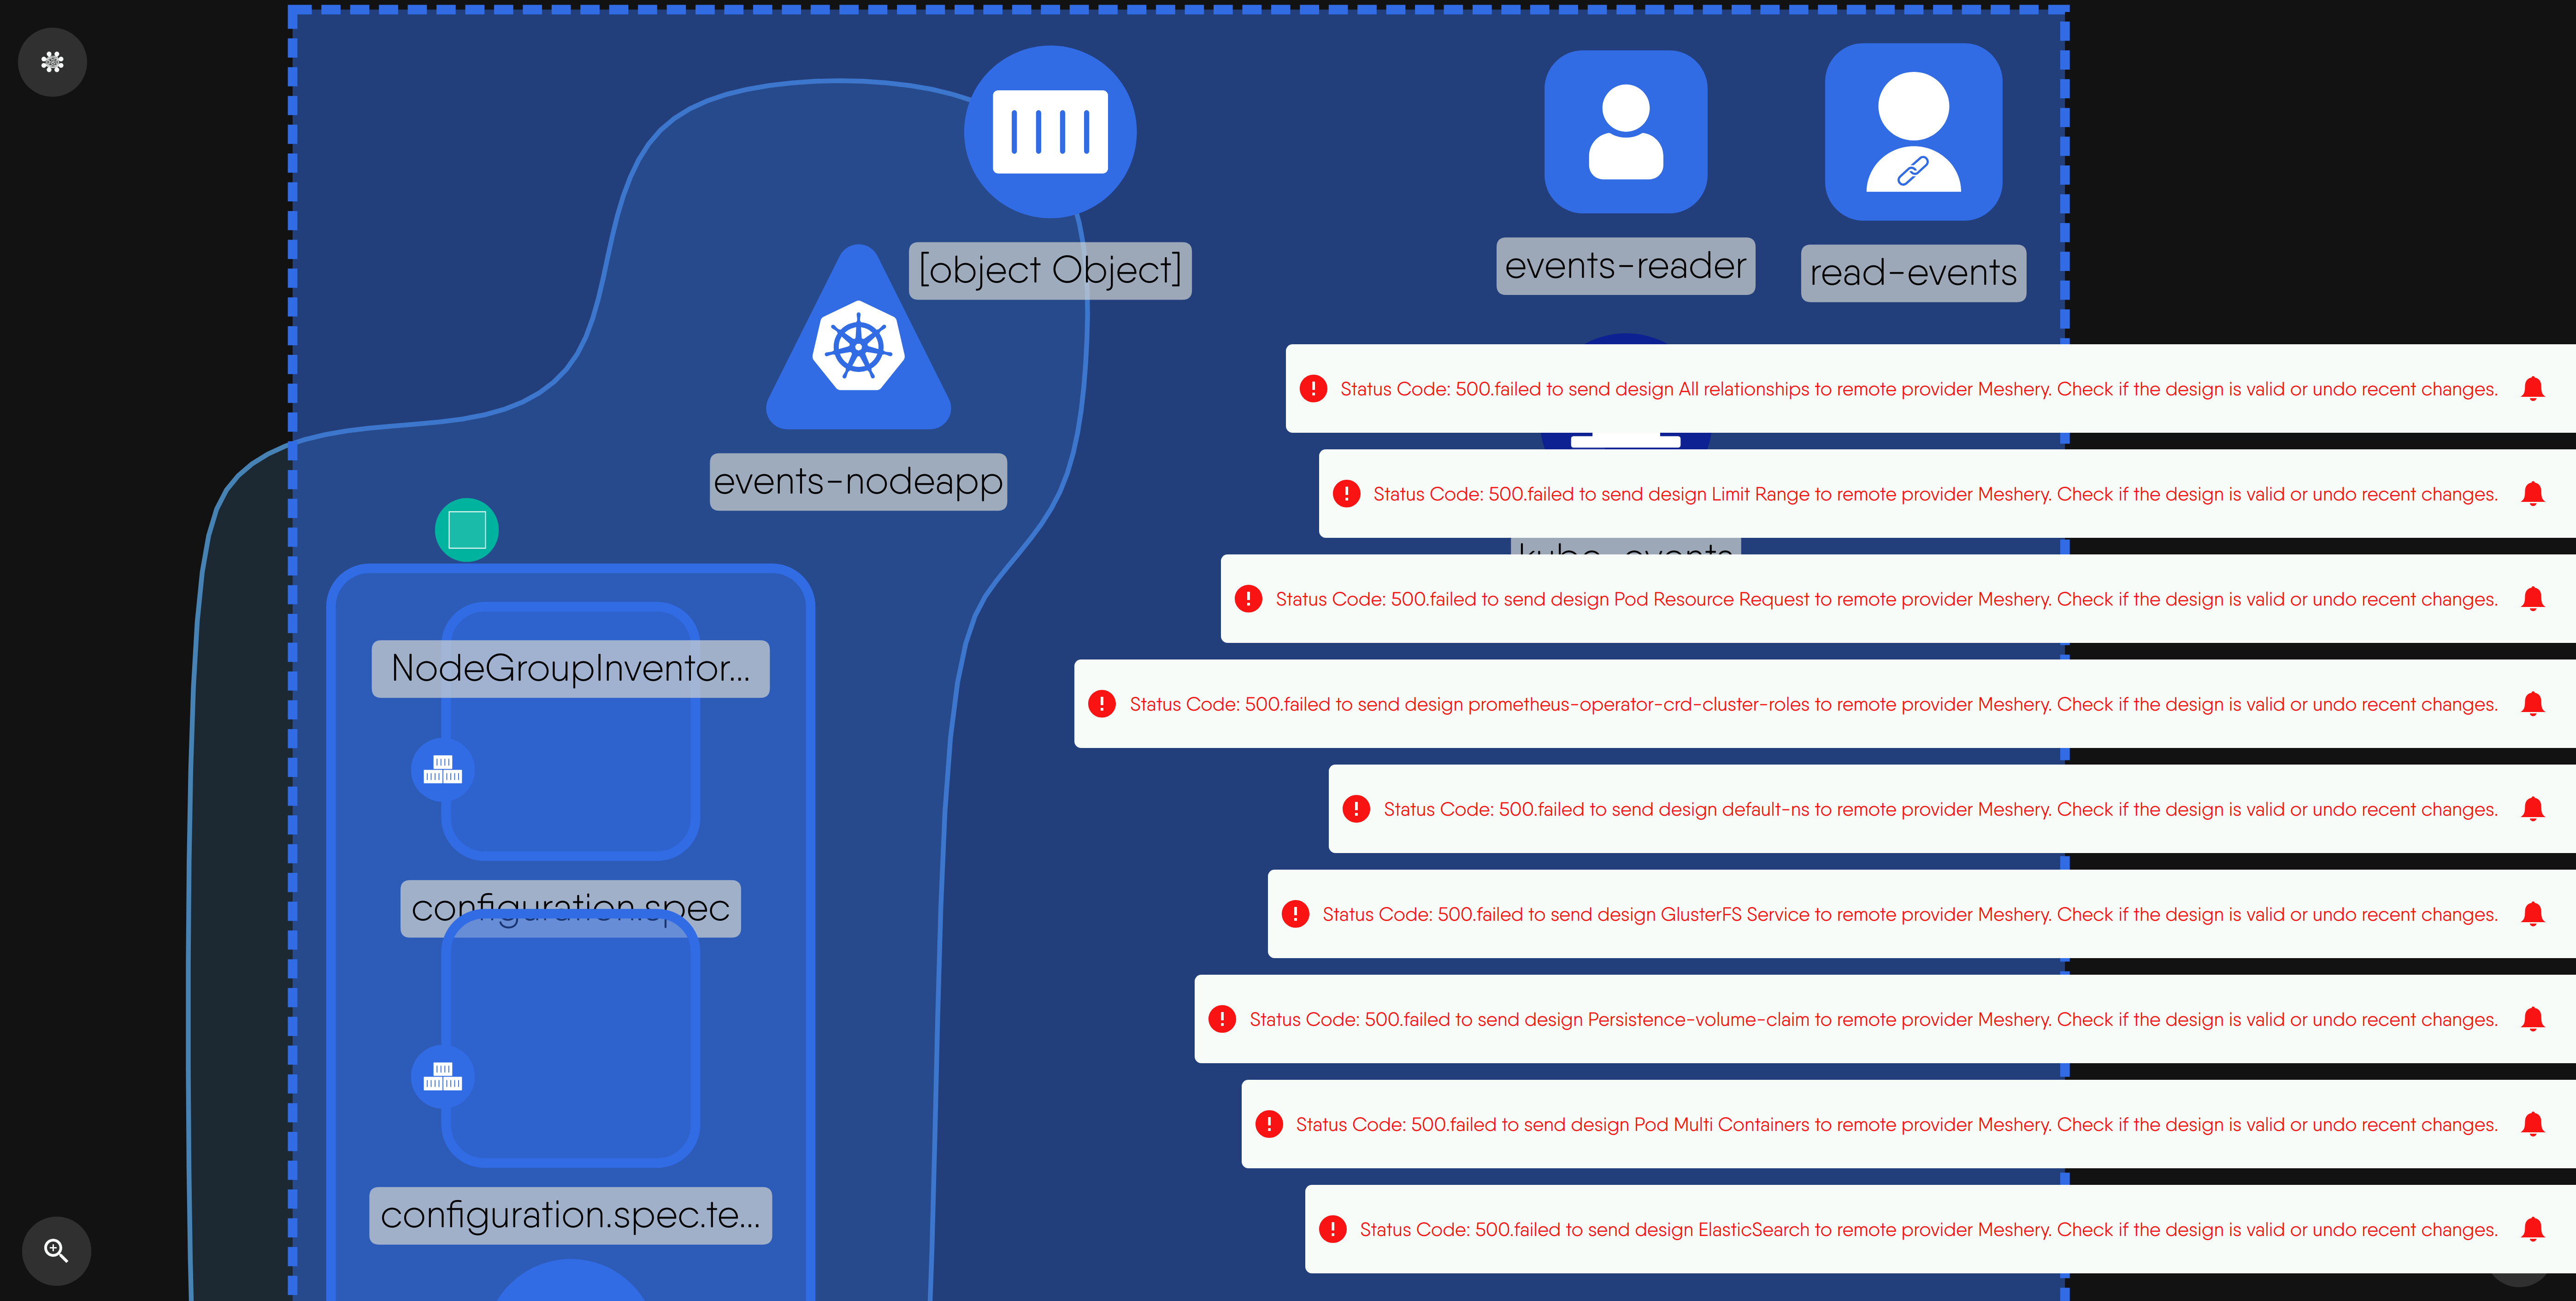 [object Object]
events-reader
read-events
events-nodeapp
Status Code: 500.failed to send design All relationships to remote provider Meshery. Check if the design is valid or undo recent changes.
Status Code: 500.failed to send design Limit Range to remote provider Meshery. Check if the design is valid or undo recent changes.
kube-events
Status Code: 500.failed to send design Pod Resource Request to remote provider Meshery. Check if the design is valid or undo recent changes.
NodeGroupInventor...
Status Code: 500.failed to send design prometheus-operator-crd-cluster-roles to remote provider Meshery. Check if the design is valid or undo recent changes.
Status Code: 500.failed to send design default-ns to remote provider Meshery. Check if the design is valid or undo recent changes.
configuration.spec
Status Code: 500.failed to send design GlusterFS Service to remote provider Meshery. Check if the design is valid or undo recent changes.
Status Code: 500.failed to send design Persistence-volume-claim to remote provider Meshery. Check if the design is valid or undo recent changes.
Status Code: 500.failed to send design Pod Multi Containers to remote provider Meshery. Check if the design is valid or undo recent changes.
configuration.spec.te...
Status Code: 500.failed to send design ElasticSearch to remote provider Meshery. Check if the design is valid or undo recent changes.